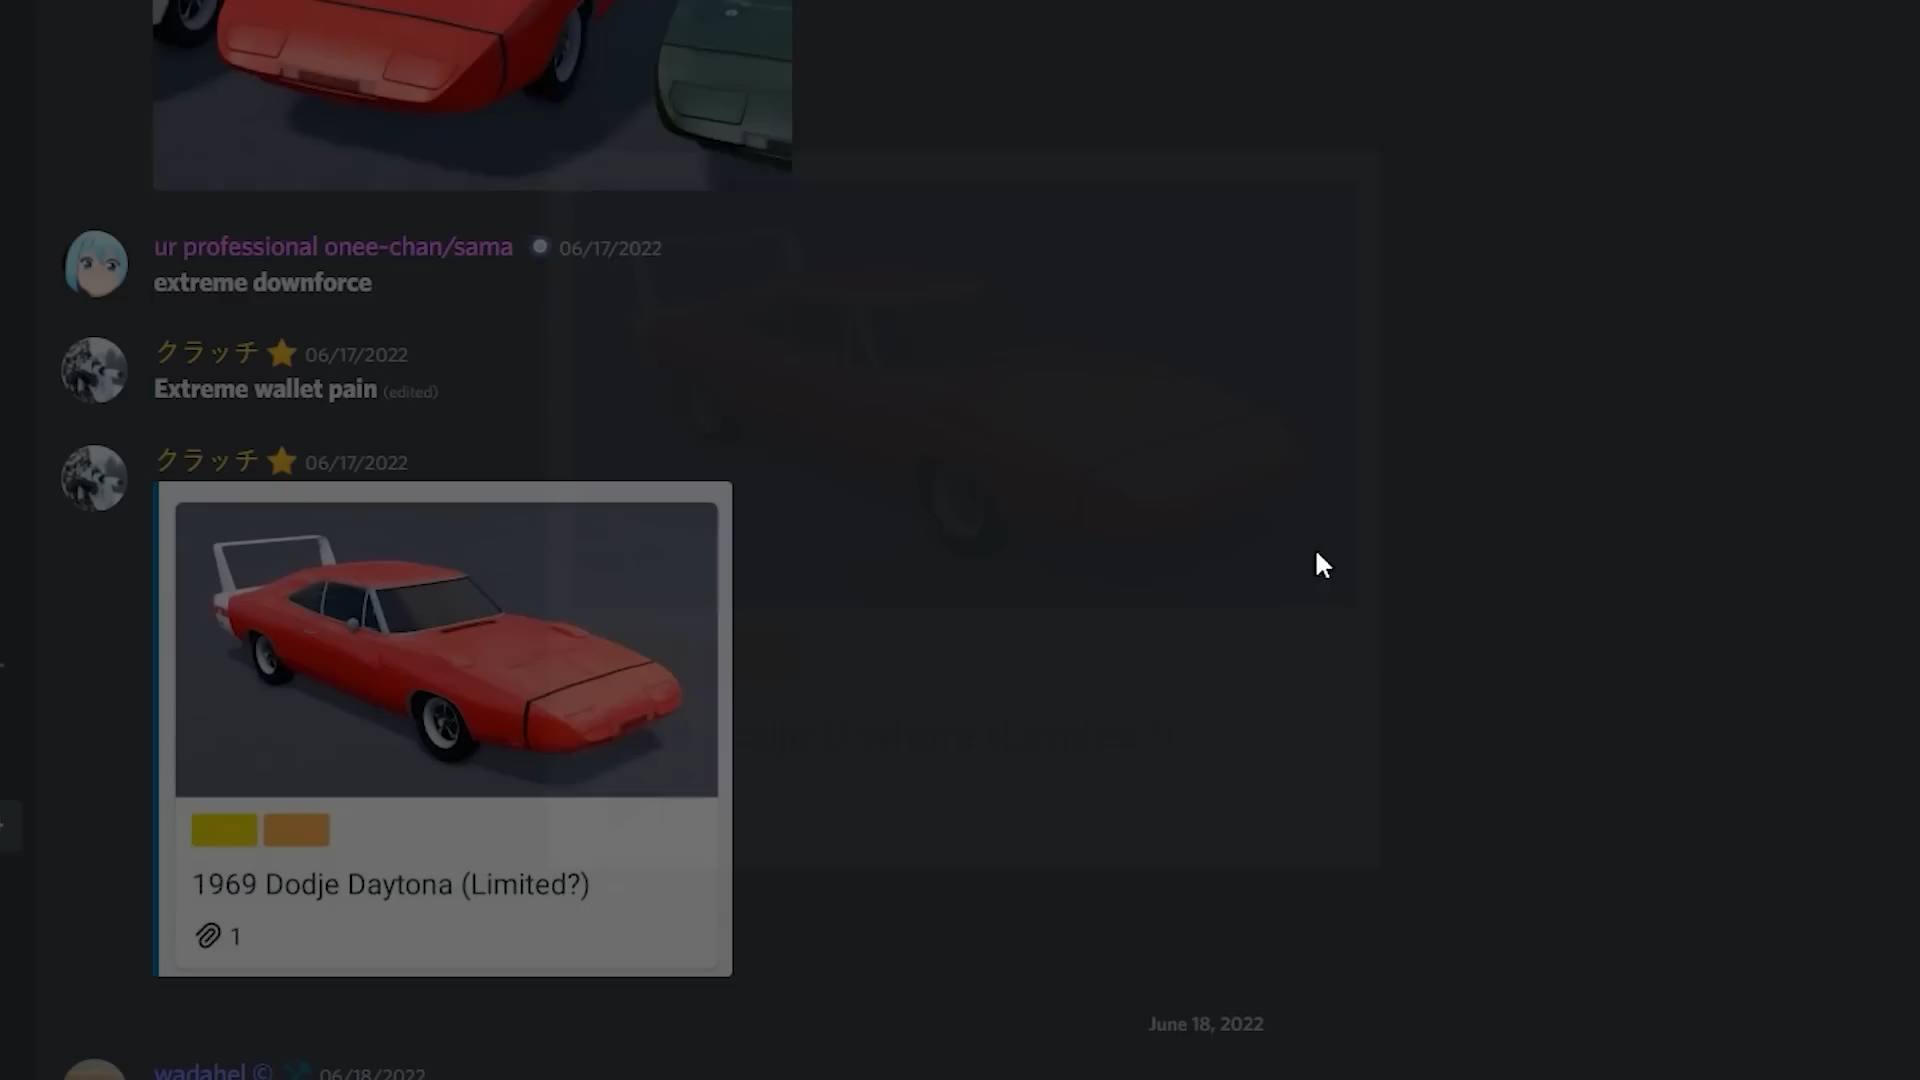 ur professional onee-chan/sama 06/17/2022
extreme downforce
クラッチ 06/17/2022
Extreme wallet pain (edited)
クラッチ 06/17/2022
1969 Dodje Daytona (Limited?)
1
June 18, 2022
wadahel © 06/18/2022